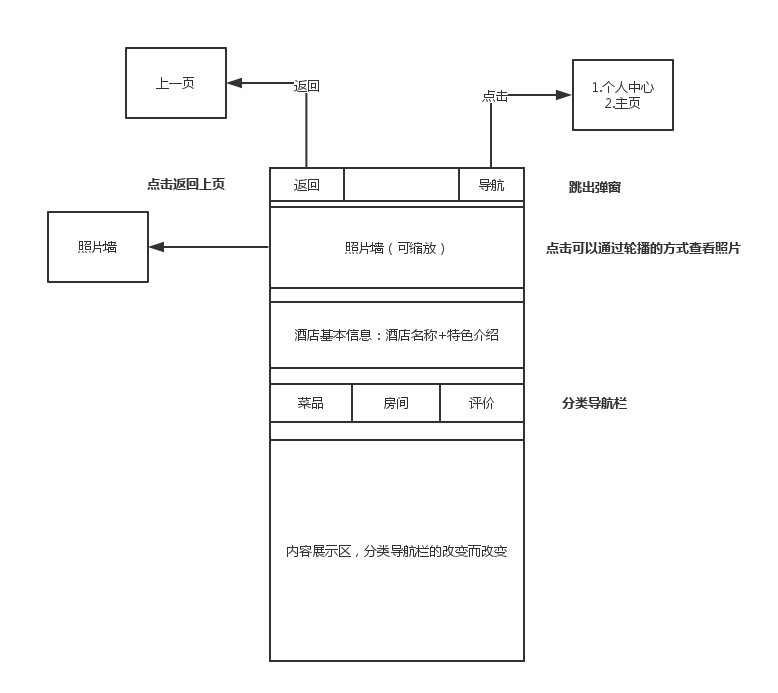 上一页
返回
点击
1.个人中心
2.主页
点击返回上页
返回
导航
跳出弹窗
照片墙
照片墙（可缩放）
点击可以通过轮播的方式查看照片
酒店基本信息：酒店名称+特色介绍
菜品
房间
评价
分类导航栏
内容展示区，分类导航栏的改变而改变